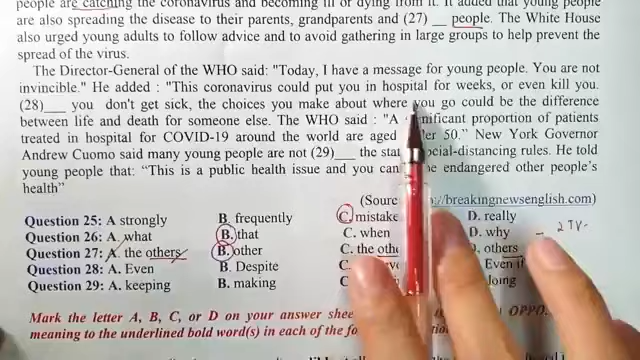 people are catching the coronavirus and becoming ill or dying from it. It added that young people
are also spreading the disease to their parents, grandparents and (27) __ people. The White House
also urged young adults to follow advice and to avoid gathering in large groups to help prevent the
spread of the virus.
The Director-General of the WHO said: "Today, I have a message for young people. You are not
invincible." He added : "This coronavirus could put you in hospital for weeks, or even kill you.
(28)___ you don't get sick, the choices you make about where you go could be the difference
between life and death for someone else. The WHO said : "A significant proportion of patients
treated in hospital for COVID-19 around the world are aged 50." New York Governor
Andrew Cuomo said many young people are not (29)___ the social-distancing rules. He told
young people that: "This is a public health issue and you be endangered other people's
health"
(Source ://breakingnewsenglish.com)
Question 25: A. strongly B. frequently C. mistake D. really
Question 26: A. what B. that C. when D. why
Question 27: A. the others B. other C. the D. others
Question 28: A. Even B. Despite C. Even if
Question 29: A. keeping B. making C. doing
Mark the letter A, B, C, or D on your answer OPPO
meaning to the underlined bold word(s) in each of the